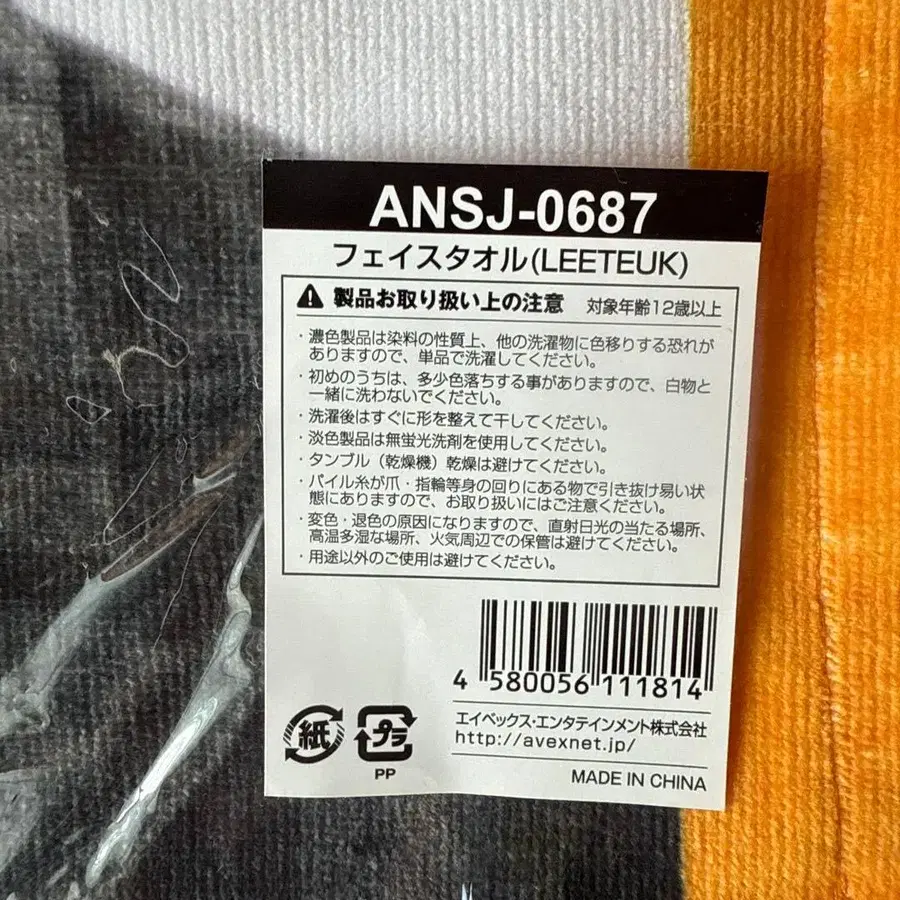 ANSJ-0687
フェイスタオル(LEETEUK)
製品お取り扱い上の注意 対象年齢12歳以上
・濃色製品は染料の性質上、他の洗濯物に色移りする恐れが
ありますので、単品で洗濯してください。
・初めのうちは、多少色落ちする事がありますので、白物と
一緒に洗わないでください。
・洗濯後はすぐに形を整えて干してください。
・淡色製品は無蛍光洗剤を使用してください。
・タンブル（乾燥機）乾燥は避けてください。
・パイル糸が爪・指輪等身の回りにある物で引き抜け易い状
態にありますので、お取り扱いにはご注意ください。
・変色・退色の原因になりますので、直射日光の当たる場所、
高温多湿な場所、火気周辺での保管は避けてください。
・用途以外のご使用は避けてください。
4 580056 111814
紙 プラ
PP
エイベックス・エンタテインメント株式会社
http://avexnet.jp/
MADE IN CHINA